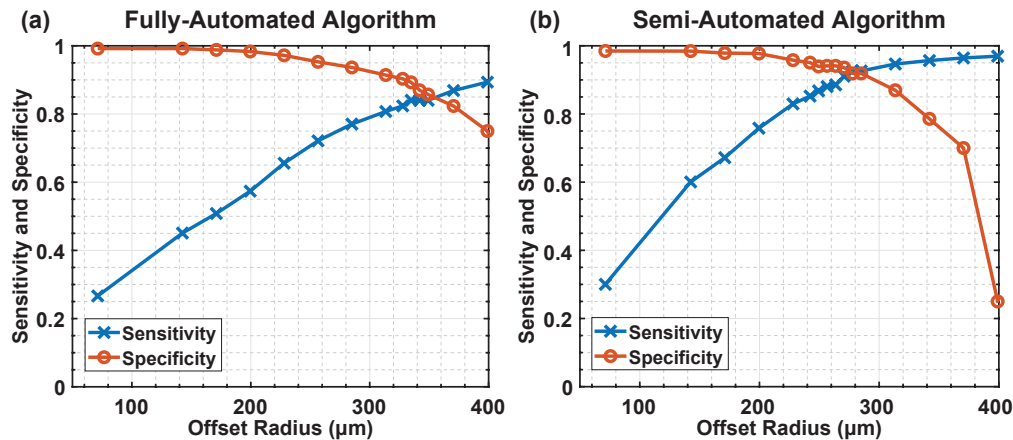 (a) Fully-Automated Algorithm
Sensitivity and Specificity
1
0.8
0.6
0.4
0.2
0
Sensitivity
Specificity
100 200 300 400
Offset Radius (µm)
(b) Semi-Automated Algorithm
Sensitivity and Specificity
1
0.8
0.6
0.4
0.2
0
Sensitivity
Specificity
100 200 300 400
Offset Radius (µm)